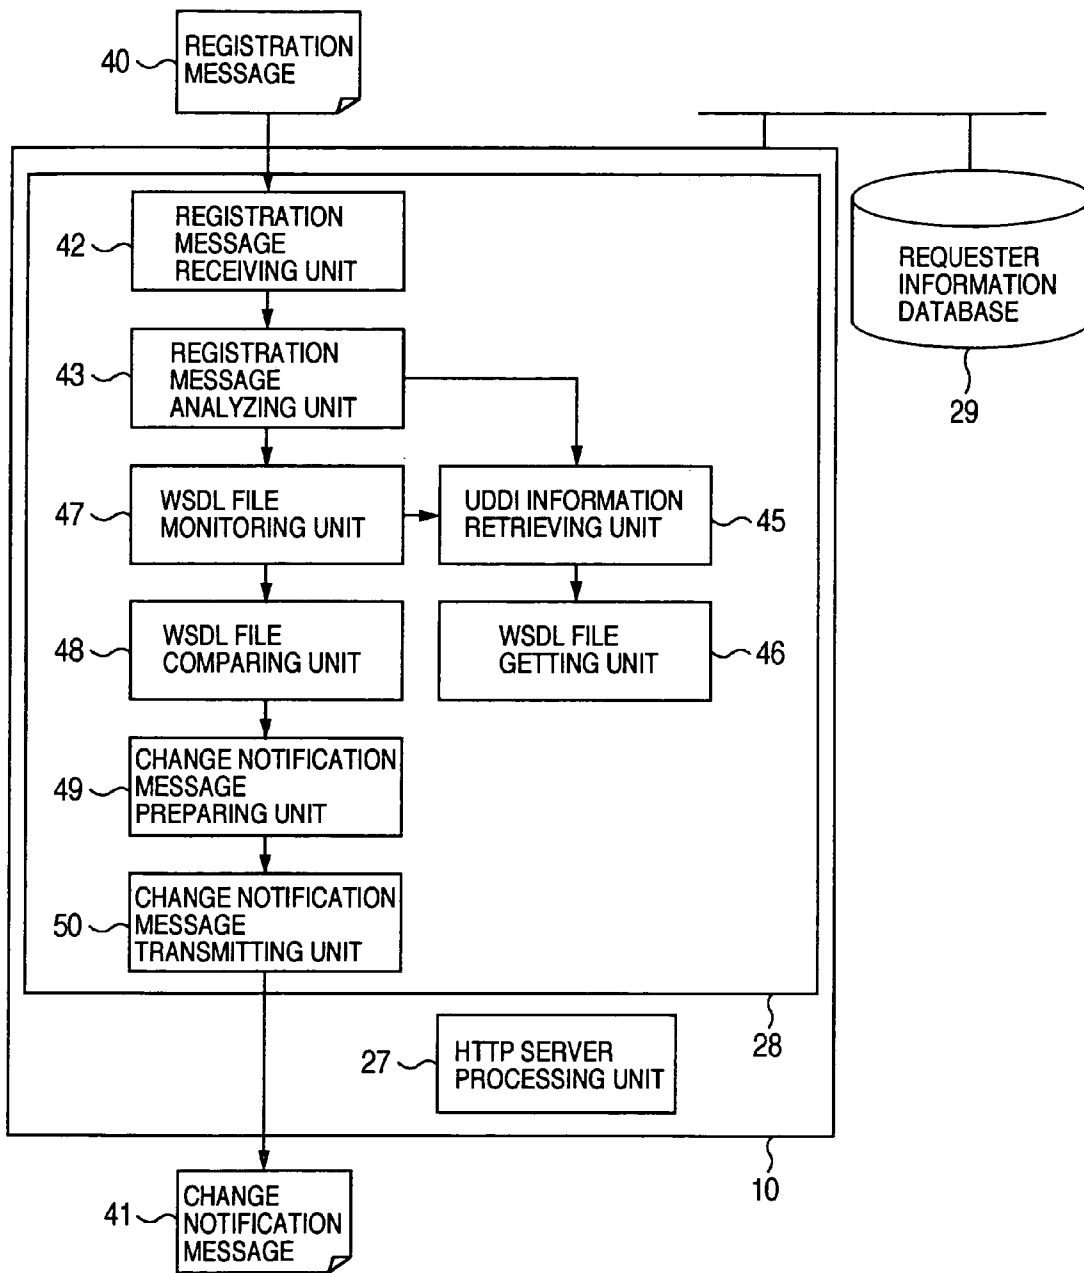 REGISTRATION
MESSAGE
40
REGISTRATION
MESSAGE
RECEIVING UNIT
42
REQUESTER
INFORMATION
DATABASE
29
REGISTRATION
MESSAGE
ANALYZING UNIT
43
WSDL FILE
MONITORING UNIT
47
UDDI INFORMATION
RETRIEVING UNIT
45
WSDL FILE
COMPARING UNIT
48
WSDL FILE
GETTING UNIT
46
CHANGE NOTIFICATION
MESSAGE
PREPARING UNIT
49
CHANGE NOTIFICATION
MESSAGE
TRANSMITTING UNIT
50
28
HTTP SERVER
PROCESSING UNIT
27
10
CHANGE
NOTIFICATION
MESSAGE
41